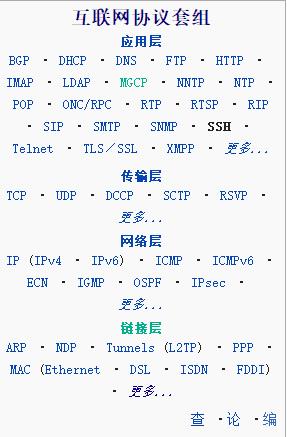 互联网协议套组
应用层
BGP · DHCP · DNS · FTP · HTTP ·
IMAP · LDAP · MGCP · NNTP · NTP ·
POP · ONC/RPC · RTP · RTSP · RIP
· SIP · SMTP · SNMP · SSH ·
Telnet · TLS／SSL · XMPP · 更多...
传输层
TCP · UDP · DCCP · SCTP · RSVP ·
更多...
网络层
IP (IPv4 · IPv6) · ICMP · ICMPv6 ·
ECN · IGMP · OSPF · IPsec ·
更多...
链接层
ARP · NDP · Tunnels (L2TP) · PPP ·
MAC (Ethernet · DSL · ISDN · FDDI)
· 更多...
查 · 论 · 编